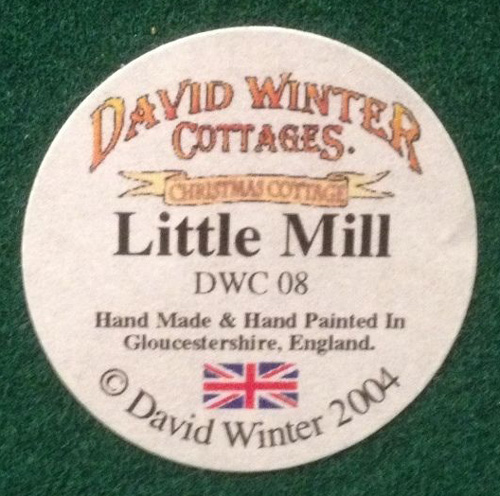 DAVID WINTER
COTTAGES.
CHRISTMAS COTTAGE
Little Mill
DWC 08
Hand Made & Hand Painted In
Gloucestershire, England.
© David Winter 2004